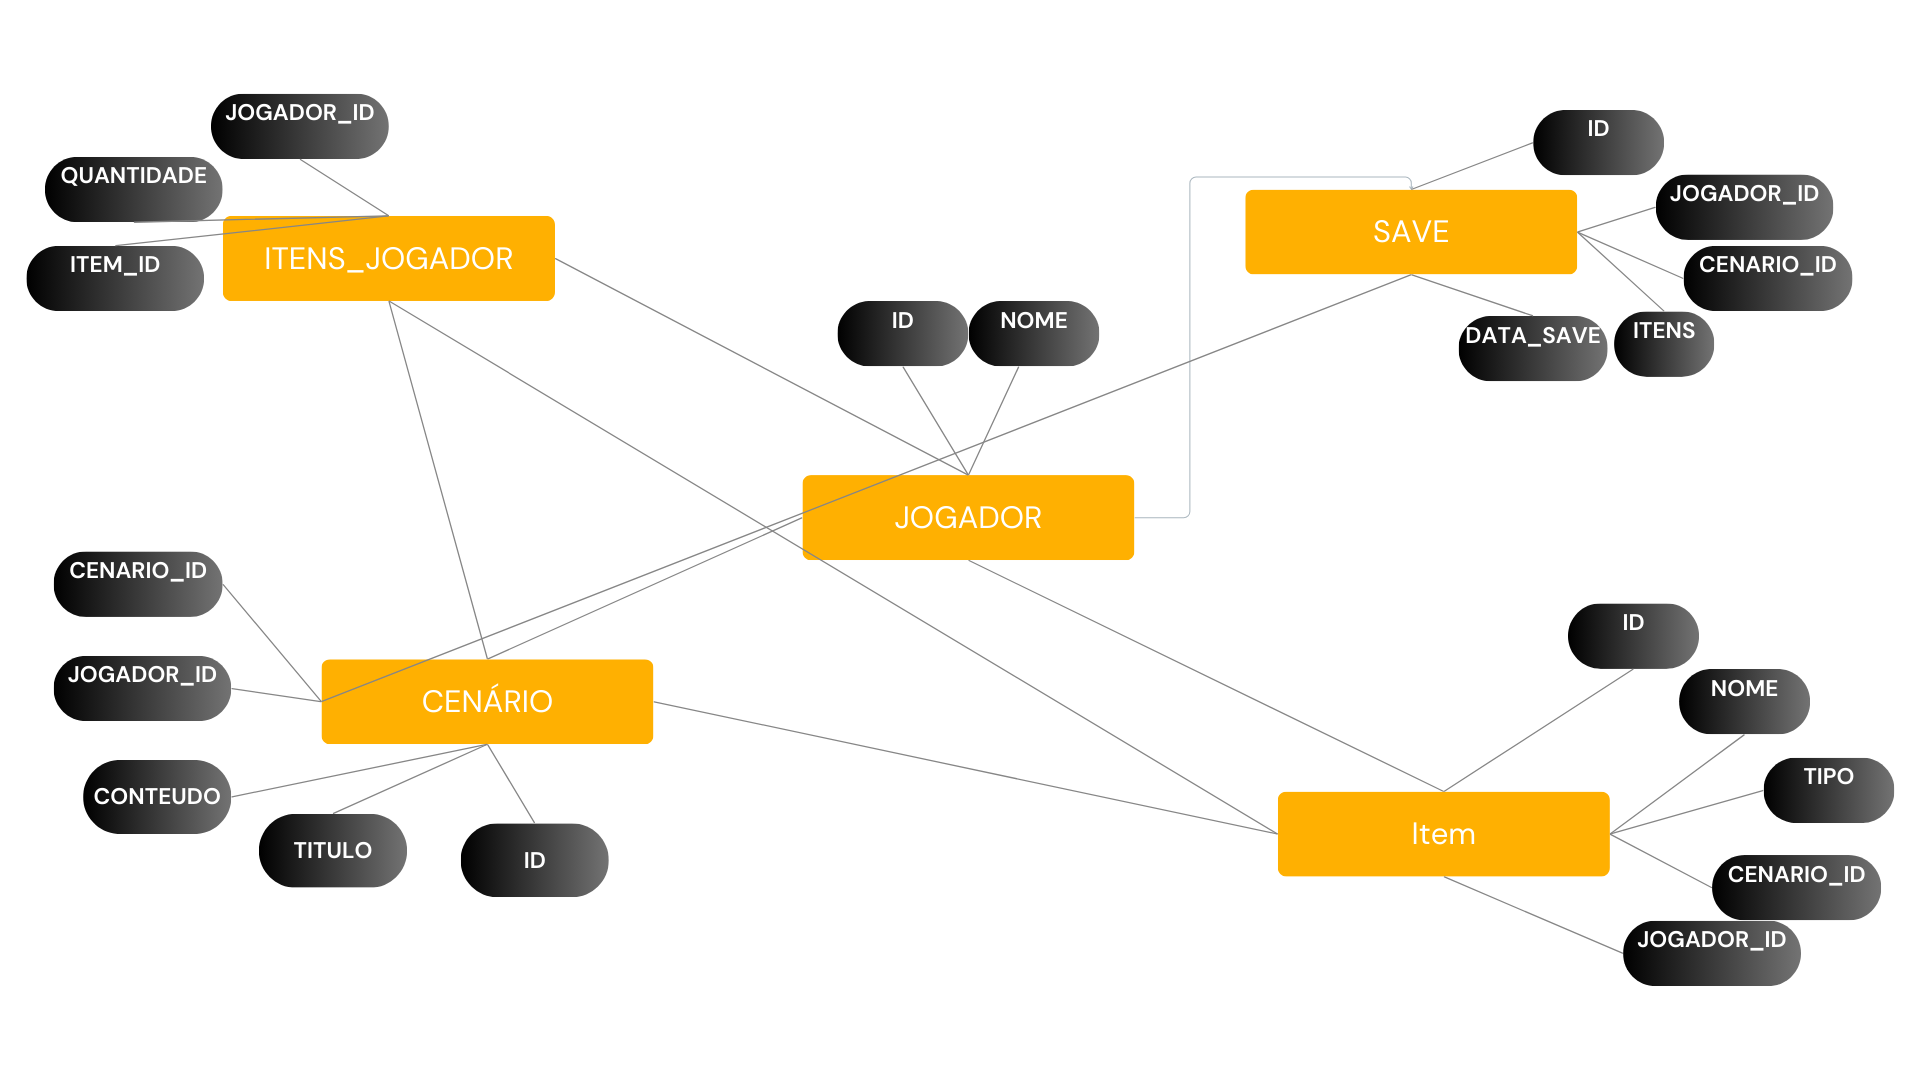 JOGADOR_ID
QUANTIDADE
ITEM_ID
ITENS_JOGADOR
ID
JOGADOR_ID
SAVE
CENARIO_ID
ITENS
DATA_SAVE
ID
NOME
JOGADOR
CENARIO_ID
JOGADOR_ID
CENÁRIO
CONTEUDO
TITULO
ID
ID
NOME
TIPO
Item
CENARIO_ID
JOGADOR_ID